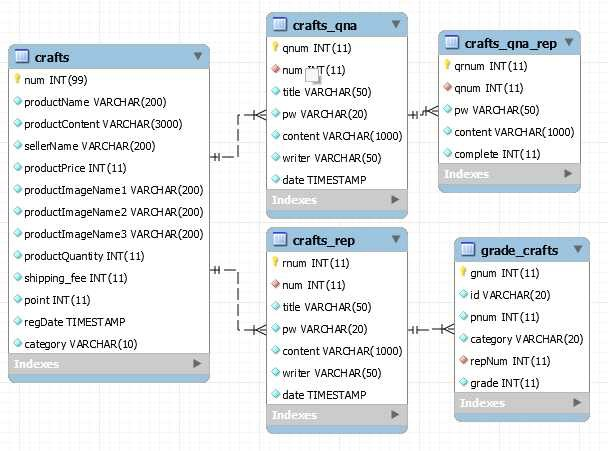 crafts
num INT(99)
productName VARCHAR(200)
productContent VARCHAR(3000)
sellerName VARCHAR(200)
productPrice INT(11)
productImageName1 VARCHAR(200)
productImageName2 VARCHAR(200)
productImageName3 VARCHAR(200)
productQuantity INT(11)
shipping_fee INT(11)
point INT(11)
regDate TIMESTAMP
category VARCHAR(10)
Indexes
crafts_qna
qnum INT(11)
num INT(11)
title VARCHAR(50)
pw VARCHAR(20)
content VARCHAR(1000)
writer VARCHAR(50)
date TIMESTAMP
Indexes
crafts_qna_rep
qrnum INT(11)
qnum INT(11)
pw VARCHAR(50)
content VARCHAR(1000)
complete INT(11)
Indexes
crafts_rep
rnum INT(11)
num INT(11)
title VARCHAR(50)
pw VARCHAR(20)
content VARCHAR(1000)
writer VARCHAR(50)
date TIMESTAMP
Indexes
grade_crafts
gnum INT(11)
id VARCHAR(20)
pnum INT(11)
category VARCHAR(20)
repNum INT(11)
grade INT(11)
Indexes